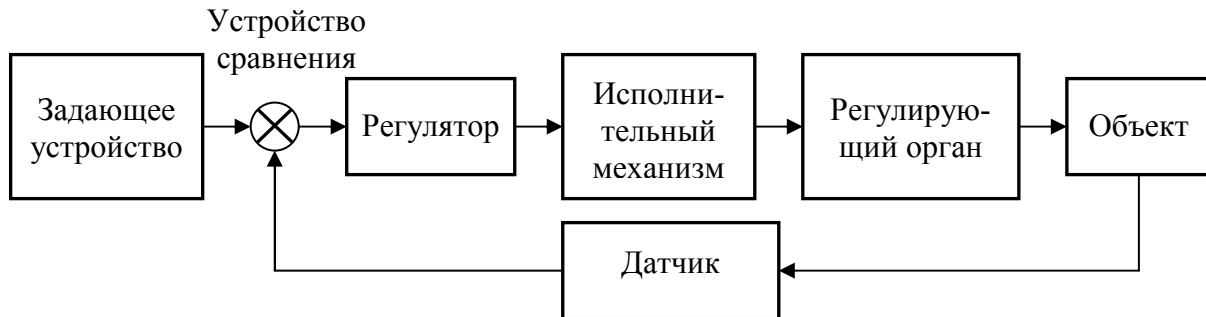 Устройство
сравнения
Задающее
устройство
Регулятор
Исполни-
тельный
механизм
Регулирую-
щий орган
Объект
Датчик